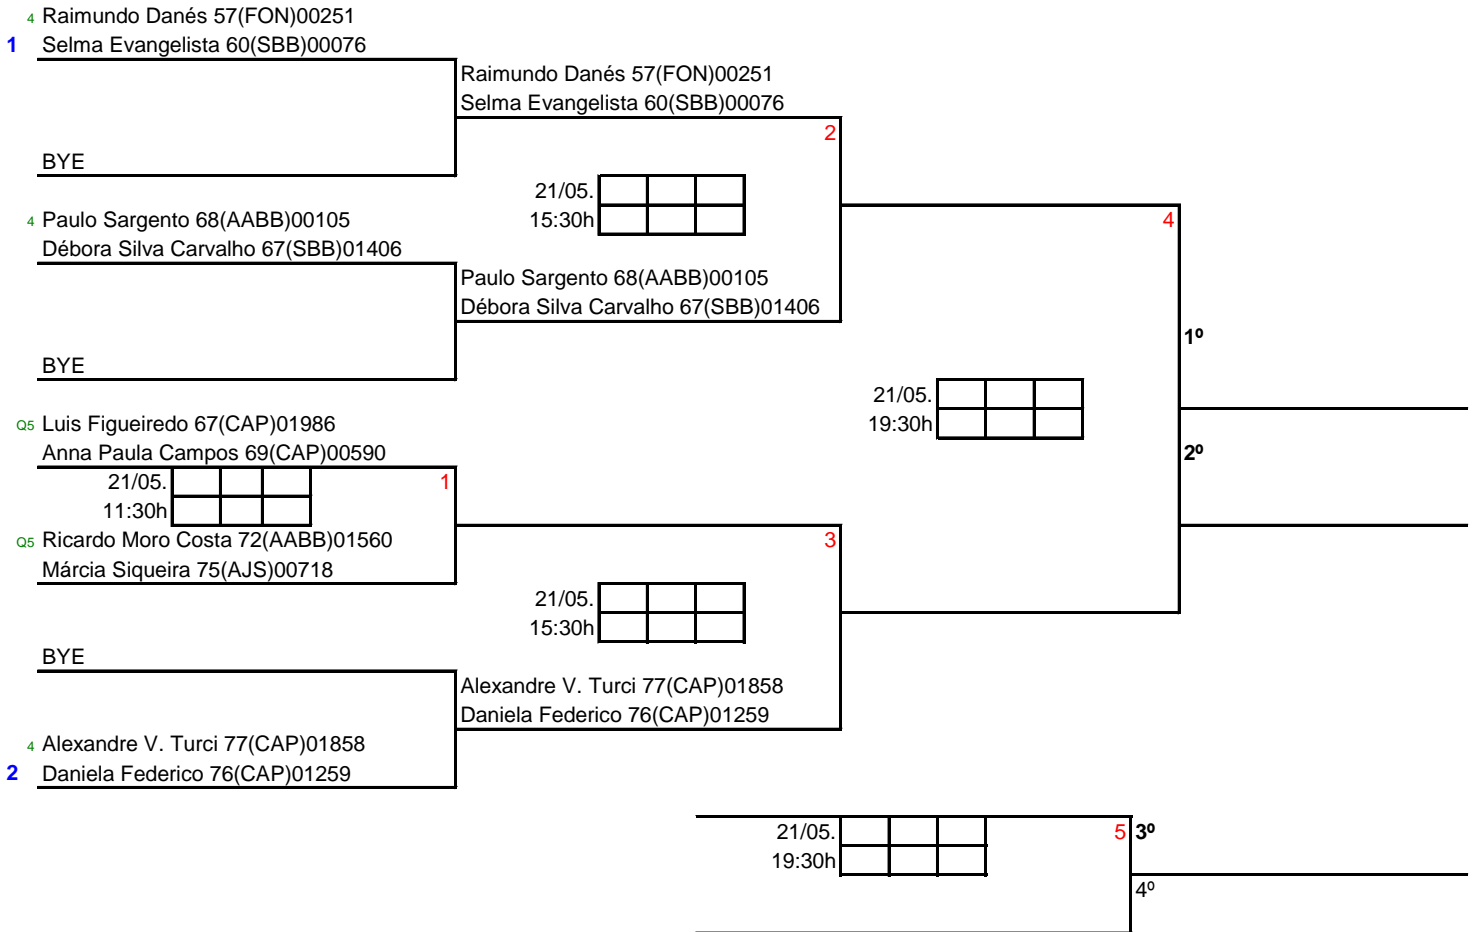 4 Raimundo Danés 57(FON)00251
1 Selma Evangelista 60(SBB)00076
Raimundo Danés 57(FON)00251
Selma Evangelista 60(SBB)00076
2
BYE
21/05.
15:30h
4 Paulo Sargento 68(AABB)00105
4
Débora Silva Carvalho 67(SBB)01406
Paulo Sargento 68(AABB)00105
Débora Silva Carvalho 67(SBB)01406
1º
BYE
21/05.
19:30h
Q5 Luis Figueiredo 67(CAP)01986
Anna Paula Campos 69(CAP)00590
2º
21/05.
1
11:30h
Q5 Ricardo Moro Costa 72(AABB)01560
3
Márcia Siqueira 75(AJS)00718
21/05.
15:30h
BYE
Alexandre V. Turci 77(CAP)01858
Daniela Federico 76(CAP)01259
4 Alexandre V. Turci 77(CAP)01858
2 Daniela Federico 76(CAP)01259
21/05.
5 3º
19:30h
4º